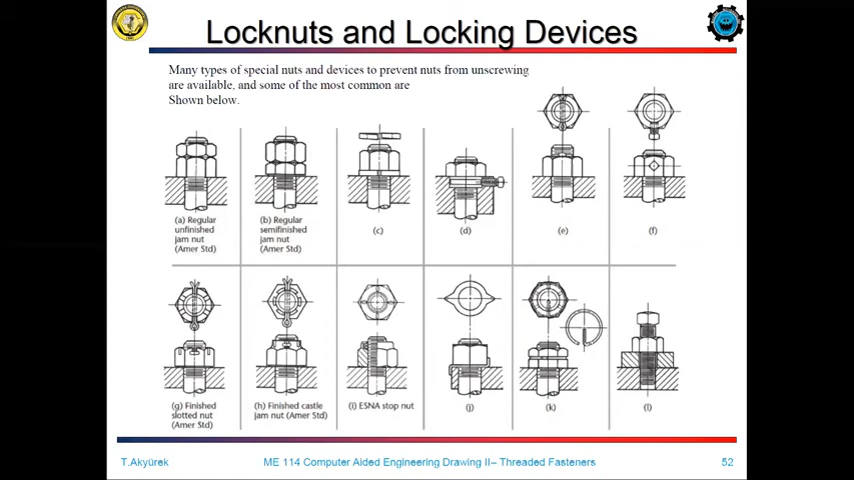 Locknuts and Locking Devices
Many types of special nuts and devices to prevent nuts from unscrewing
are available, and some of the most common are
Shown below.
(a) Regular
unfinished
jam nut
(Amer Std)
(b) Regular
semifinished
jam nut
(Amer Std)
(c)
(d)
(e)
(f)
(g) Finished
slotted nut
(Amer Std)
(h) Finished castle
jam nut (Amer Std)
(i) ESNA stop nut
(j)
(k)
(l)
T.Akyürek
ME 114 Computer Aided Engineering Drawing II– Threaded Fasteners
52